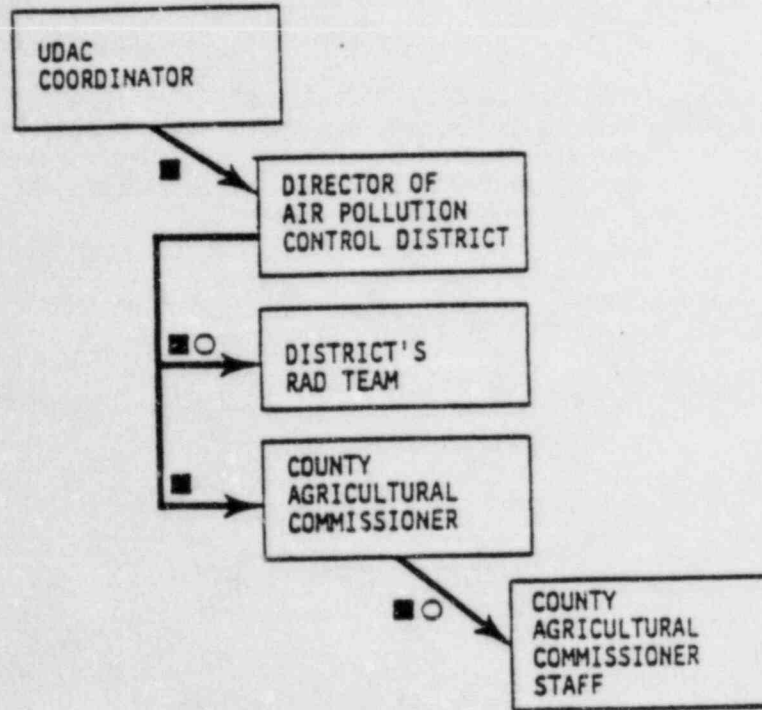 UDAC
COORDINATOR
DIRECTOR OF
AIR POLLUTION
CONTROL DISTRICT
DISTRICT'S
RAD TEAM
COUNTY
AGRICULTURAL
COMMISSIONER
COUNTY
AGRICULTURAL
COMMISSIONER
STAFF